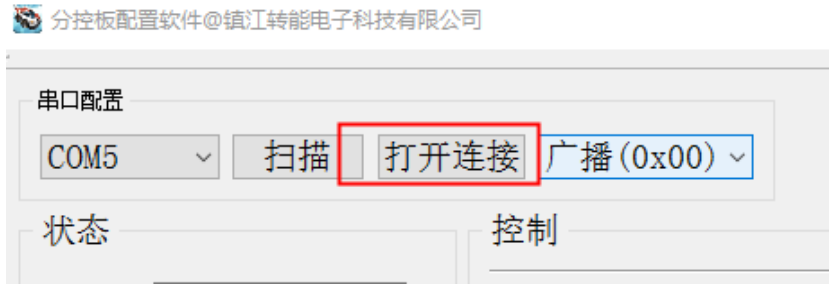 分控板配置软件@镇江转能电子科技有限公司
串口配置
COM5 扫描 打开连接 广播(0x00)
状态 控制